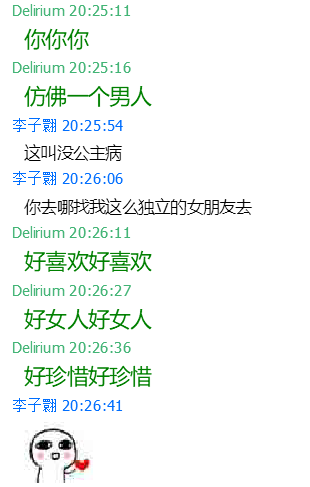 Delirium 20:25:11
你你你
Delirium 20:25:16
仿佛一个男人
李子翾 20:25:54
这叫没公主病
李子翾 20:26:06
你去哪找我这么独立的女朋友去
Delirium 20:26:11
好喜欢好喜欢
Delirium 20:26:27
好女人好女人
Delirium 20:26:36
好珍惜好珍惜
李子翾 20:26:41